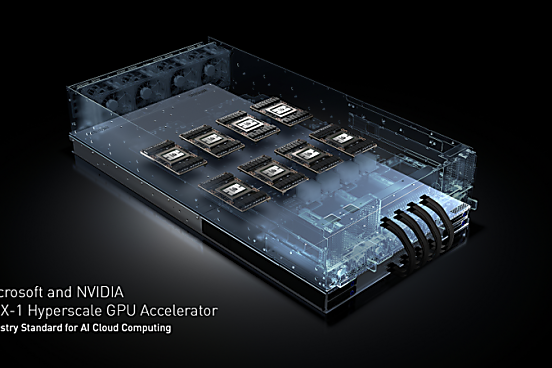 crosoft and NVIDIA
X-1 Hyperscale GPU Accelerator
stry Standard for AI Cloud Computing